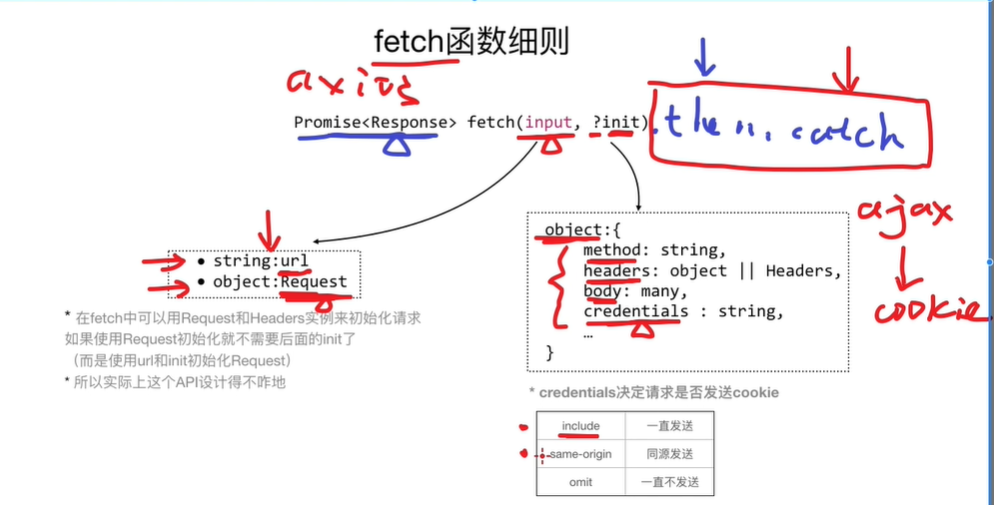 fetch函数细则
axios
Promise<Response> fetch(input, ?init)
.then.catch
ajax
cookie
• string:url
• object:Request
* 在fetch中可以用Request和Headers实例来初始化请求
如果使用Request初始化就不需要后面的init了
（而是使用url和init初始化Request）
* 所以实际上这个API设计得不咋地
object:{
method: string,
headers: object || Headers,
body: many,
credentials : string,
…
}
* credentials决定请求是否发送cookie
include 一直发送
same-origin 同源发送
omit 一直不发送